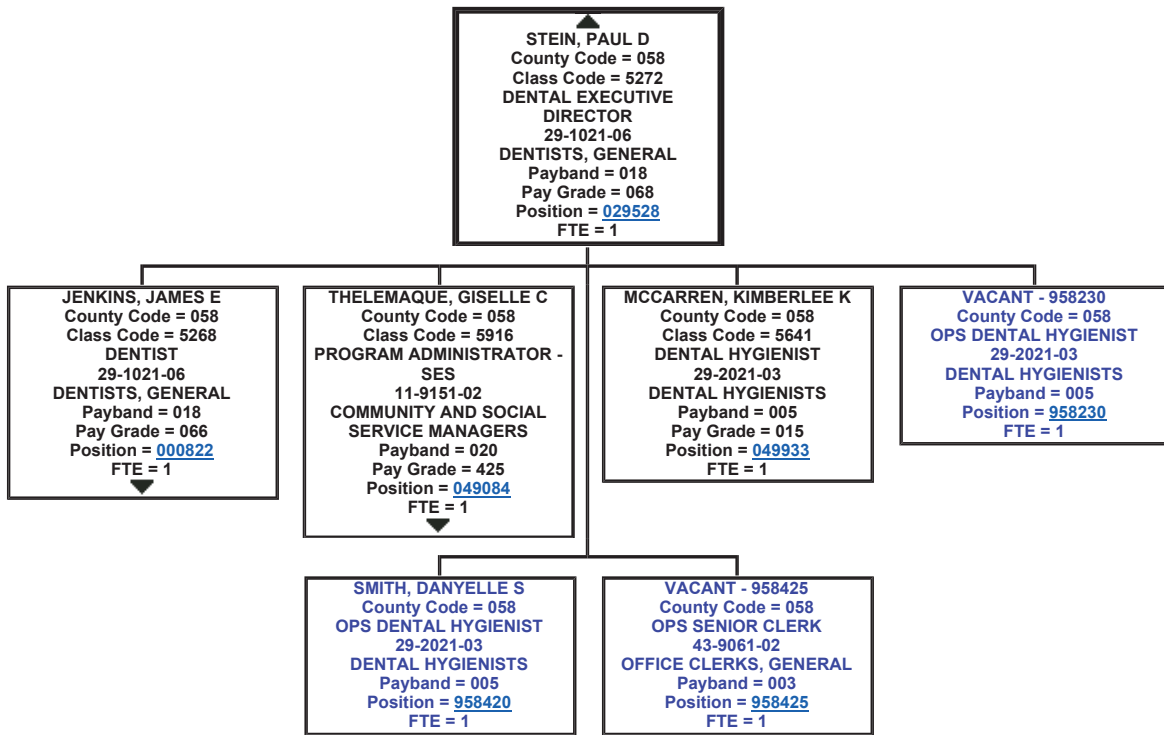 STEIN, PAUL D
County Code = 058
Class Code = 5272
DENTAL EXECUTIVE
DIRECTOR
29-1021-06
DENTISTS, GENERAL
Payband = 018
Pay Grade = 068
Position = 029528
FTE = 1
JENKINS, JAMES E
County Code = 058
Class Code = 5268
DENTIST
29-1021-06
DENTISTS, GENERAL
Payband = 018
Pay Grade = 066
Position = 000822
FTE = 1
THELEMAQUE, GISELLE C
County Code = 058
Class Code = 5916
PROGRAM ADMINISTRATOR -
SES
11-9151-02
COMMUNITY AND SOCIAL
SERVICE MANAGERS
Payband = 020
Pay Grade = 425
Position = 049084
FTE = 1
MCCARREN, KIMBERLEE K
County Code = 058
Class Code = 5641
DENTAL HYGIENIST
29-2021-03
DENTAL HYGIENISTS
Payband = 005
Pay Grade = 015
Position = 049933
FTE = 1
VACANT - 958230
County Code = 058
OPS DENTAL HYGIENIST
29-2021-03
DENTAL HYGIENISTS
Payband = 005
Position = 958230
FTE = 1
SMITH, DANYELLE S
County Code = 058
OPS DENTAL HYGIENIST
29-2021-03
DENTAL HYGIENISTS
Payband = 005
Position = 958420
FTE = 1
VACANT - 958425
County Code = 058
OPS SENIOR CLERK
43-9061-02
OFFICE CLERKS, GENERAL
Payband = 003
Position = 958425
FTE = 1